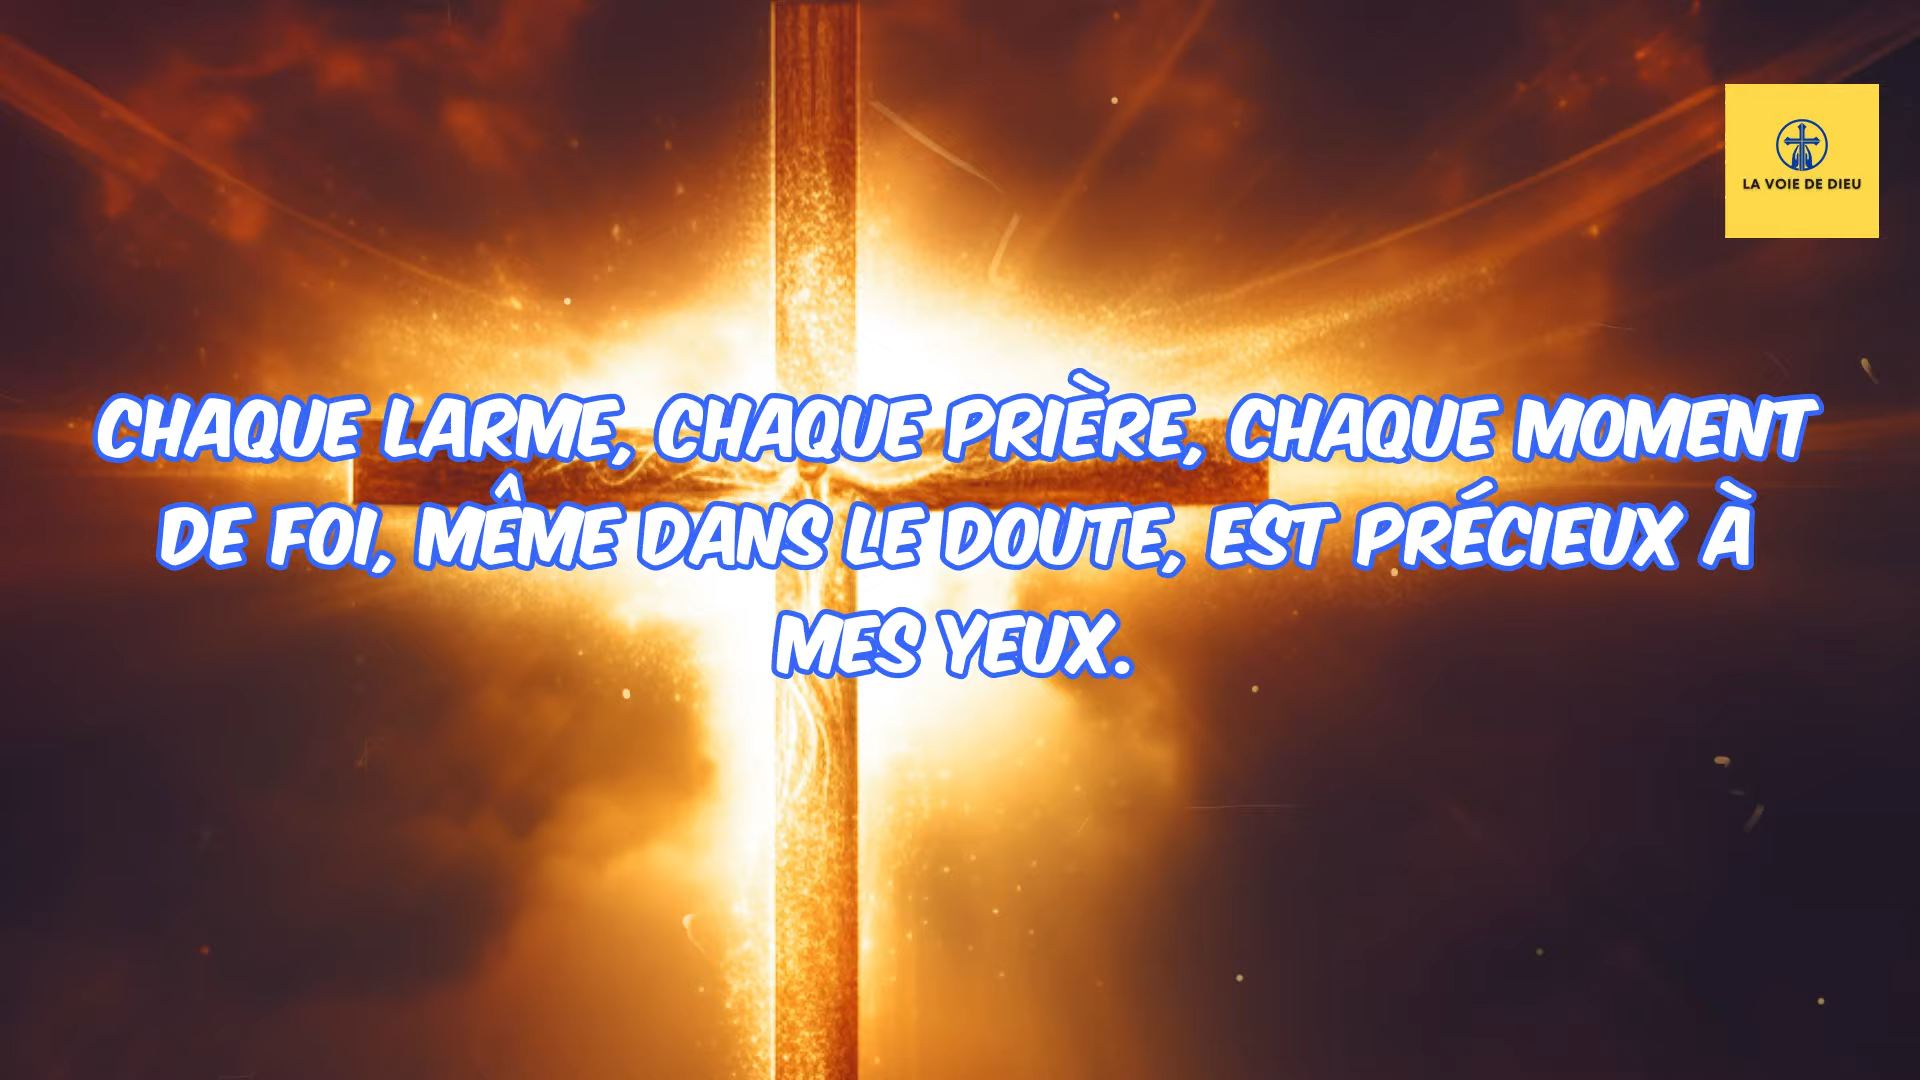 LA VOIE DE DIEU
CHAQUE LARME, CHAQUE PRIÈRE, CHAQUE MOMENT
DE FOI, MÊME DANS LE DOUTE, EST PRÉCIEUX À
MES YEUX.